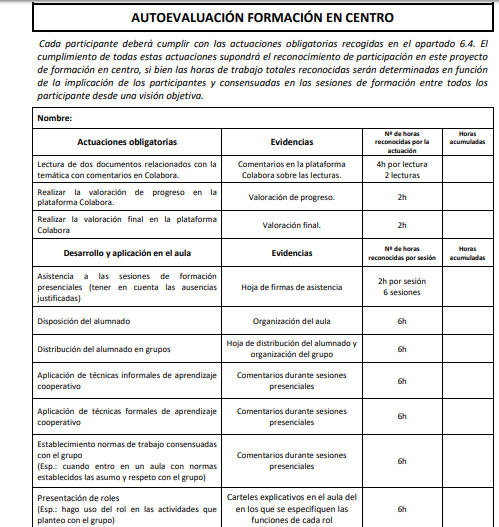 AUTOEVALUACIÓN FORMACIÓN EN CENTRO
Cada participante deberá cumplir con las actuaciones obligatorias recogidas en el apartado 6.4. El
cumplimiento de todas estas actuaciones supondrá el reconocimiento de participación en este proyecto
de formación en centro, si bien las horas de trabajo totales reconocidas serán determinadas en función
de la implicación de los participantes y consensuadas en las sesiones de formación entre todos los
participante desde una visión objetiva.
Nombre:
Actuaciones obligatorias
Evidencias
Nº de horas
reconocidas por la
actuación
Horas
acumuladas
Lectura de dos documentos relacionados con la
temática con comentarios en Colabora.
Comentarios en la plataforma
Colabora sobre las lecturas.
4h por lectura
2 lecturas
Realizar la valoración de progreso en la
plataforma Colabora.
Valoración de progreso.
2h
Realizar la valoración final en la plataforma
Colabora
Valoración final.
2h
Desarrollo y aplicación en el aula
Evidencias
Nº de horas
reconocidas por sesión
Horas
acumuladas
Asistencia a las sesiones de formación
presenciales (tener en cuenta las ausencias
justificadas)
Hoja de firmas de asistencia
2h por sesión
6 sesiones
Disposición del alumnado
Organización del aula
6h
Distribución del alumnado en grupos
Hoja de distribución del alumnado y
organización del grupo
6h
Aplicación de técnicas informales de aprendizaje
cooperativo
Comentarios durante sesiones
presenciales
6h
Aplicación de técnicas formales de aprendizaje
cooperativo
Comentarios durante sesiones
presenciales
6h
Establecimiento normas de trabajo consensuadas
con el grupo
(Esp.: cuando entro en un aula con normas
establecidos las asumo y respeto con el grupo)
Comentarios durante sesiones
presenciales
6h
Presentación de roles
(Esp.: hago uso del rol en las actividades que
planteo con el grupo)
Carteles explicativos en el aula del
en los que se especifiquen las
funciones de cada rol
6h